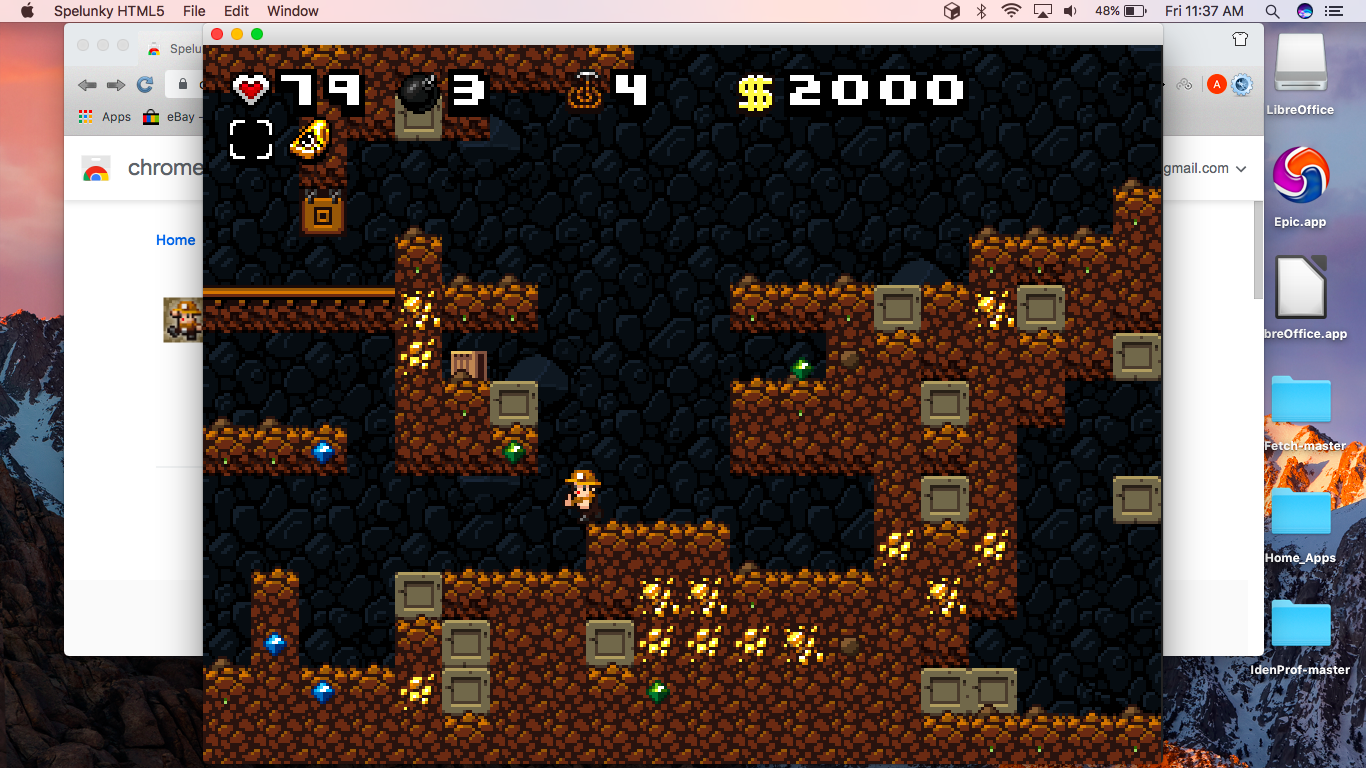 Spelunky HTML5 File Edit Window 48% Fri 11:37 AM
Spelu
Apps eBay –
A
79 3 4 $2000
chrome
gmail.com
Home
LibreOffice
Epic.app
breOffice.app
Fetch-master
Home_Apps
IdenProf-master